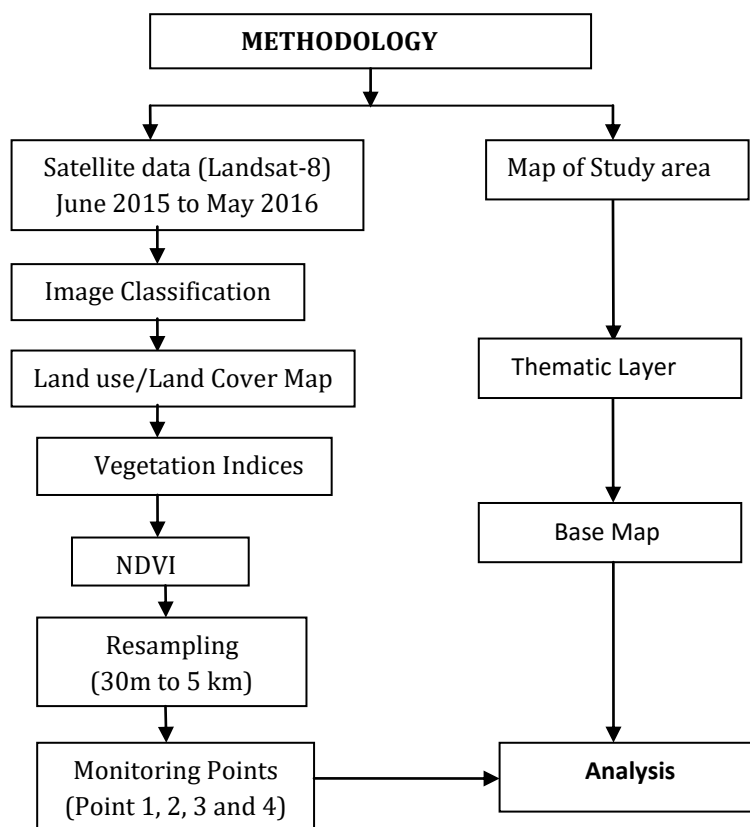 METHODOLOGY
Satellite data (Landsat-8)
June 2015 to May 2016
Map of Study area
Image Classification
Land use/Land Cover Map
Thematic Layer
Vegetation Indices
Base Map
NDVI
Resampling
(30m to 5 km)
Monitoring Points
(Point 1, 2, 3 and 4)
Analysis